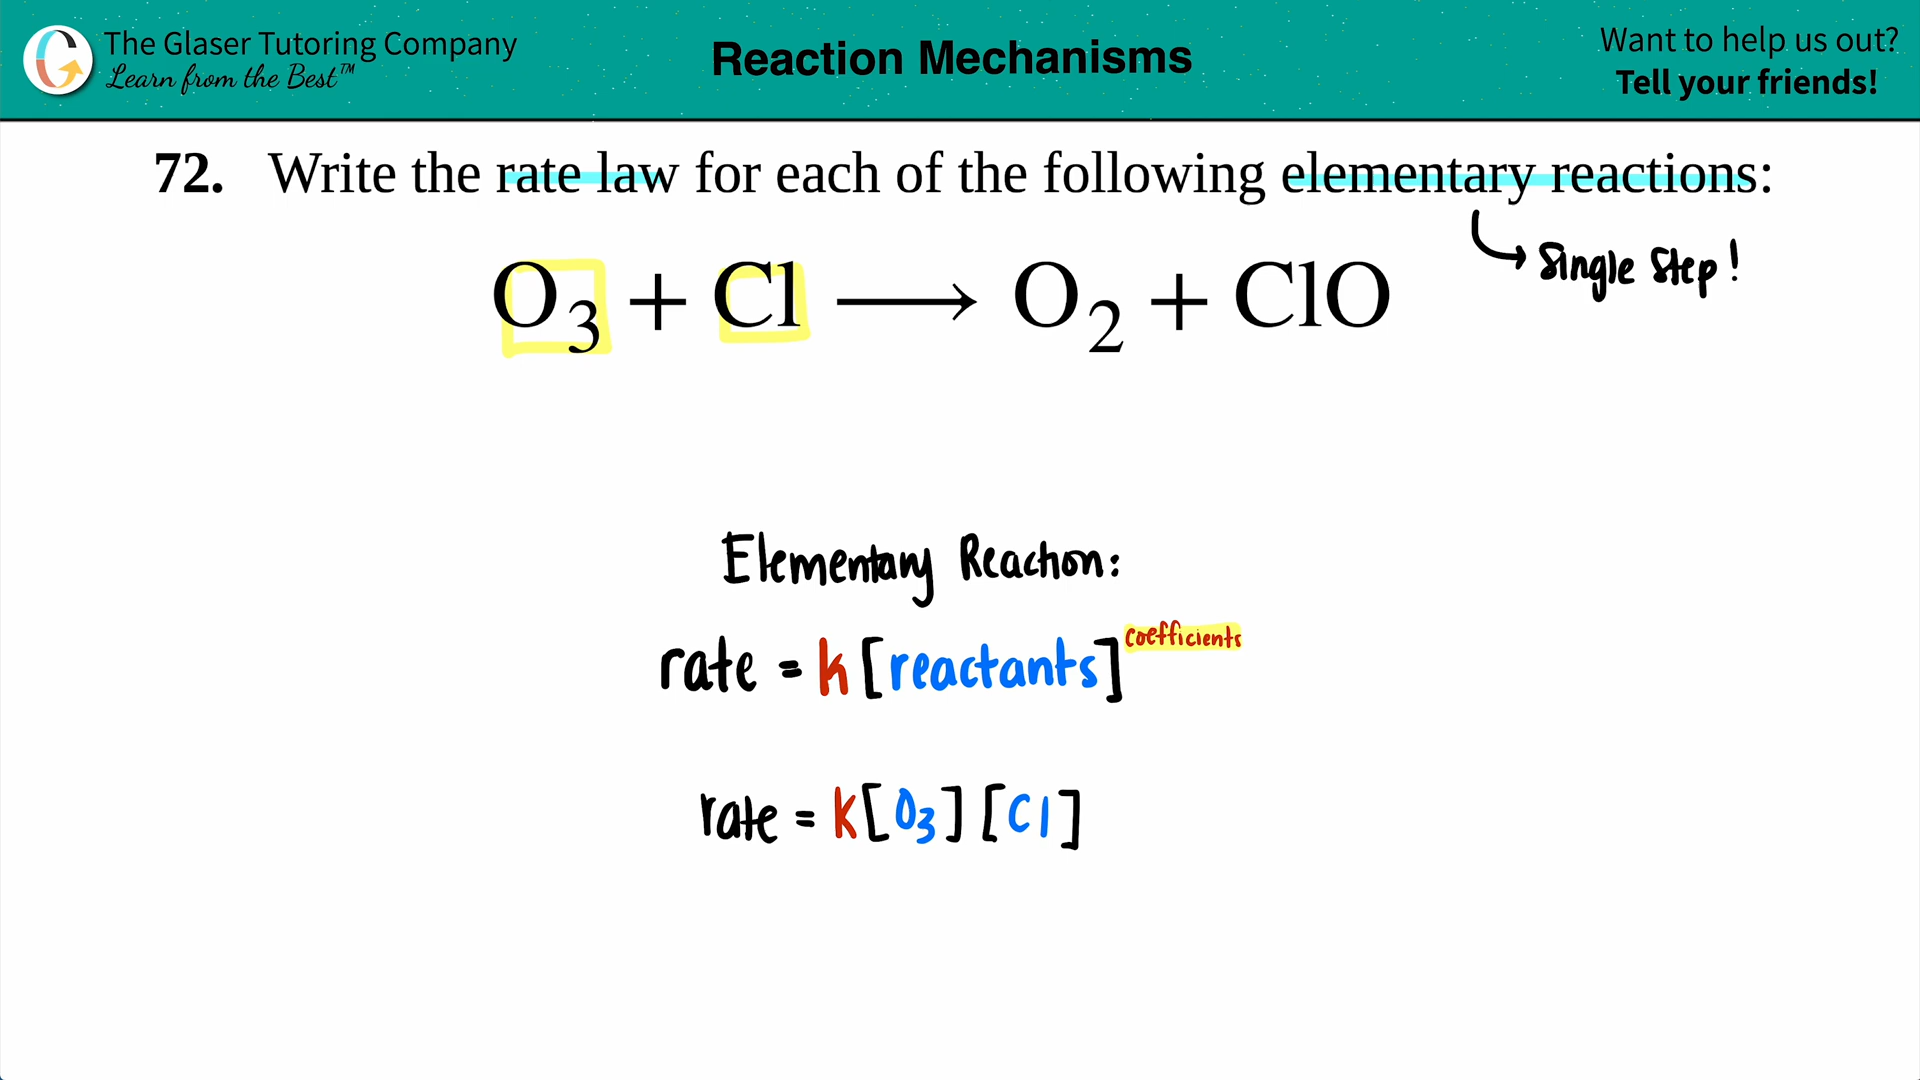 The Glaser Tutoring Company
Learn from the Best™
Reaction Mechanisms
Want to help us out?
Tell your friends!
72. Write the rate law for each of the following elementary reactions:
Single Step!
O₃ + Cl ⟶ O₂ + ClO
Elementary Reaction:
rate = k[reactants]^coefficients
rate = k[O₃][Cl]